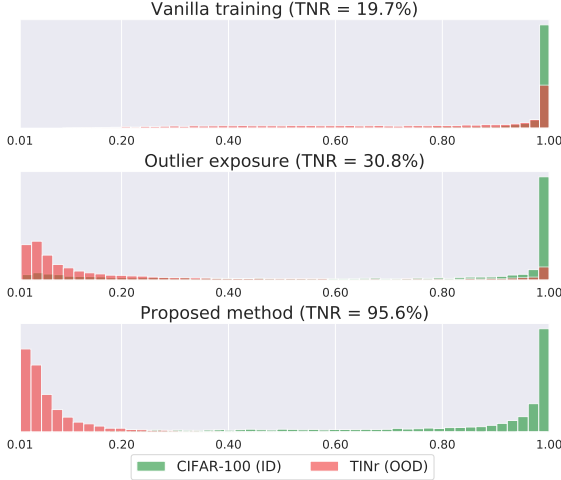 Vanilla training (TNR = 19.7%)
0.01 0.20 0.40 0.60 0.80 1.00
Outlier exposure (TNR = 30.8%)
0.01 0.20 0.40 0.60 0.80 1.00
Proposed method (TNR = 95.6%)
0.01 0.20 0.40 0.60 0.80 1.00
CIFAR-100 (ID) TINr (OOD)